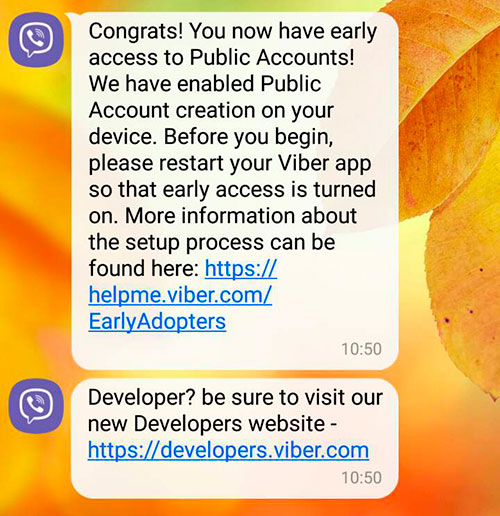 Congrats! You now have early
access to Public Accounts!
We have enabled Public
Account creation on your
device. Before you begin,
please restart your Viber app
so that early access is turned
on. More information about
the setup process can be
found here: https://
helpme.viber.com/
EarlyAdopters
10:50
Developer? be sure to visit our
new Developers website -
https://developers.viber.com
10:50